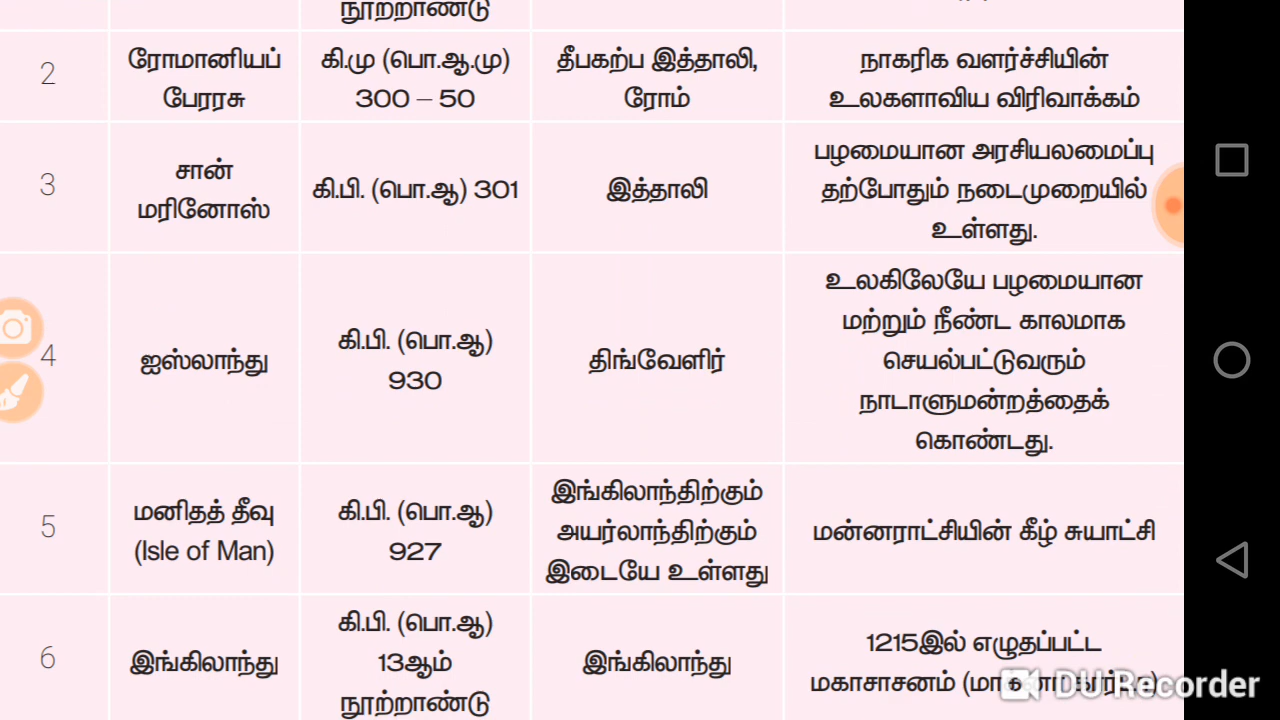 நூற்றாண்டு
2
ரோமானியப்
பேரரசு
கி.மு (பொ.ஆ.மு)
300 – 50
தீபகற்ப இத்தாலி,
ரோம்
நாகரிக வளர்ச்சியின்
உலகளாவிய விரிவாக்கம்
3
சான்
மரினோஸ்
கி.பி. (பொ.ஆ) 301
இத்தாலி
பழமையான அரசியலமைப்பு
தற்போதும் நடைமுறையில்
உள்ளது.
4
ஐஸ்லாந்து
கி.பி. (பொ.ஆ)
930
திங்வேளிர்
உலகிலேயே பழமையான
மற்றும் நீண்ட காலமாக
செயல்பட்டுவரும்
நாடாளுமன்றத்தைக்
கொண்டது.
5
மனிதத் தீவு
(Isle of Man)
கி.பி. (பொ.ஆ)
927
இங்கிலாந்திற்கும்
அயர்லாந்திற்கும்
இடையே உள்ளது
மன்னராட்சியின் கீழ் சுயாட்சி
6
இங்கிலாந்து
கி.பி. (பொ.ஆ)
13ஆம்
நூற்றாண்டு
இங்கிலாந்து
1215இல் எழுதப்பட்ட
மகாசாசனம்
DU Recorder